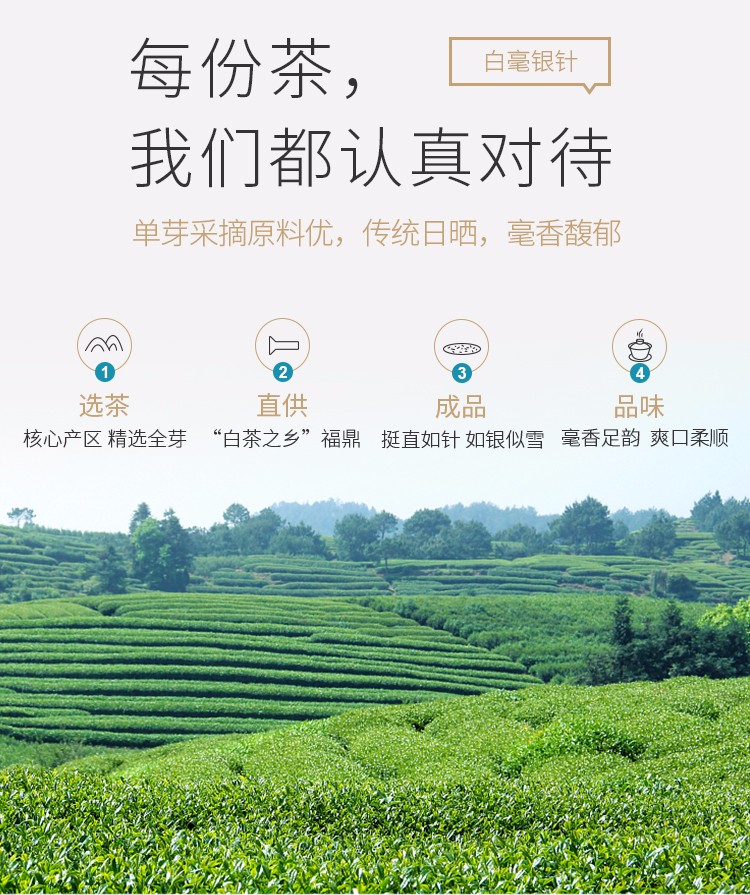 每份茶，
白毫银针
我们都认真对待
单芽采摘原料优，传统日晒，毫香馥郁
1
2
3
4
选茶
直供
成品
品味
核心产区 精选全芽
“白茶之乡”福鼎
挺直如针 如银似雪
毫香足韵 爽口柔顺